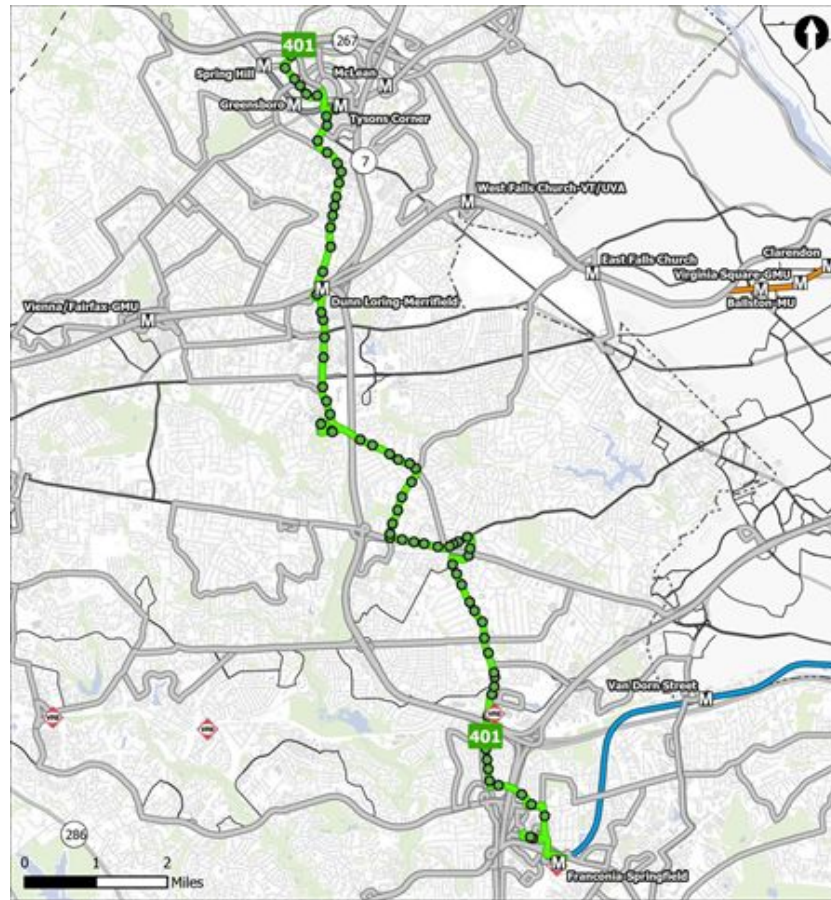 401
267
Spring Hill
McLean
Greensboro
Tysons Corner
7
West Falls Church-VT/UVA
Clarendon
East Falls Church
Virginia Square-GMU
Vienna/Fairfax-GMU
Dunn Loring-Merrifield
Ballston-MU
Van Dorn Street
VRE
VRE
401
286
0 1 2
Miles
Franconia-Springfield
M
M
M
M
M
M
M
M
M
M
M
M
M
M